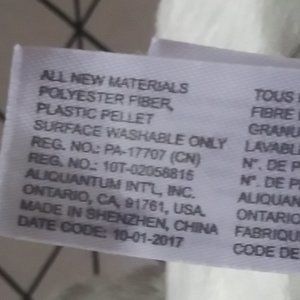 ALL NEW MATERIALS
POLYESTER FIBER,
PLASTIC PELLET
SURFACE WASHABLE ONLY
REG. NO.: PA-17707 (CN)
REG. NO.: 10T-02058816
ALIQUANTUM INT'L, INC.
ONTARIO, CA, 91761, USA.
MADE IN SHENZHEN, CHINA
DATE CODE: 10-01-2017
TOUS
FIBRE
GRANU
LAVABL
N°. DE P
N°. DE P
ALIQUAN
ONTARIO
FABRIQU
CODE DE